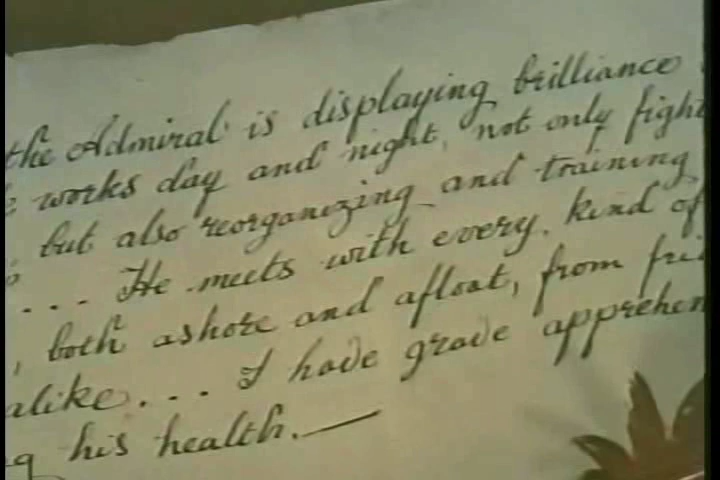 the Admiral is displaying brilliance
works day and night, not only fight
but also reorganizing and training
... He meets with every kind of
, both ashore and afloat, from fri
alike.... I have grave apprehen
g his health.—